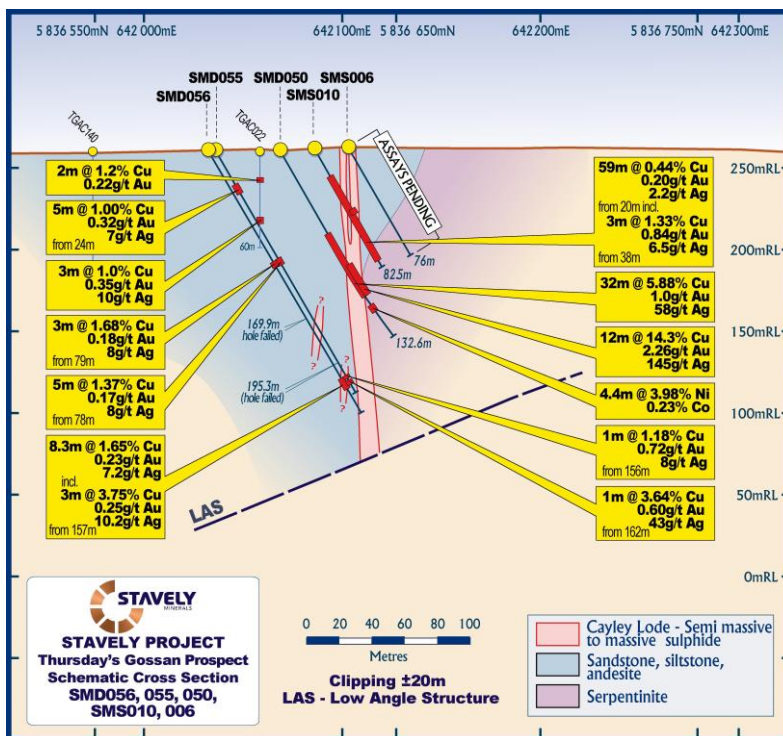 5 836 550mN
642 000mE
642 100mE
5 836 650mN
642 200mE
5 836 750mN
642 300mE
SMD055
SMD056
SMD050
SMS006
SMS010
TGAC140
TGAC022
ASSAYS PENDING
250mRL
200mRL
150mRL
100mRL
50mRL
0mRL
2m @ 1.2% Cu
0.22g/t Au
5m @ 1.00% Cu
0.32g/t Au
7g/t Ag
from 24m
3m @ 1.0% Cu
0.35g/t Au
10g/t Ag
3m @ 1.68% Cu
0.18g/t Au
8g/t Ag
from 79m
5m @ 1.37% Cu
0.17g/t Au
8g/t Ag
from 78m
8.3m @ 1.65% Cu
0.23g/t Au
7.2g/t Ag
incl.
3m @ 3.75% Cu
0.25g/t Au
10.2g/t Ag
from 157m
60m
169.9m
hole failed)
195.3m
(hole failed)
?
?
?
?
76m
82.5m
132.6m
LAS
59m @ 0.44% Cu
0.20g/t Au
2.2g/t Ag
from 20m incl.
3m @ 1.33% Cu
0.84g/t Au
6.5g/t Ag
from 38m
32m @ 5.88% Cu
1.0g/t Au
58g/t Ag
12m @ 14.3% Cu
2.26g/t Au
145g/t Ag
4.4m @ 3.98% Ni
0.23% Co
1m @ 1.18% Cu
0.72g/t Au
8g/t Ag
from 156m
1m @ 3.64% Cu
0.60g/t Au
43g/t Ag
from 162m
STAVELY
MINERALS
STAVELY PROJECT
Thursday's Gossan Prospect
Schematic Cross Section
SMD056, 055, 050,
SMS010, 006
0 20 40 60 80 100
Metres
Clipping ±20m
LAS - Low Angle Structure
Cayley Lode - Semi massive
to massive sulphide
Sandstone, siltstone,
andesite
Serpentinite